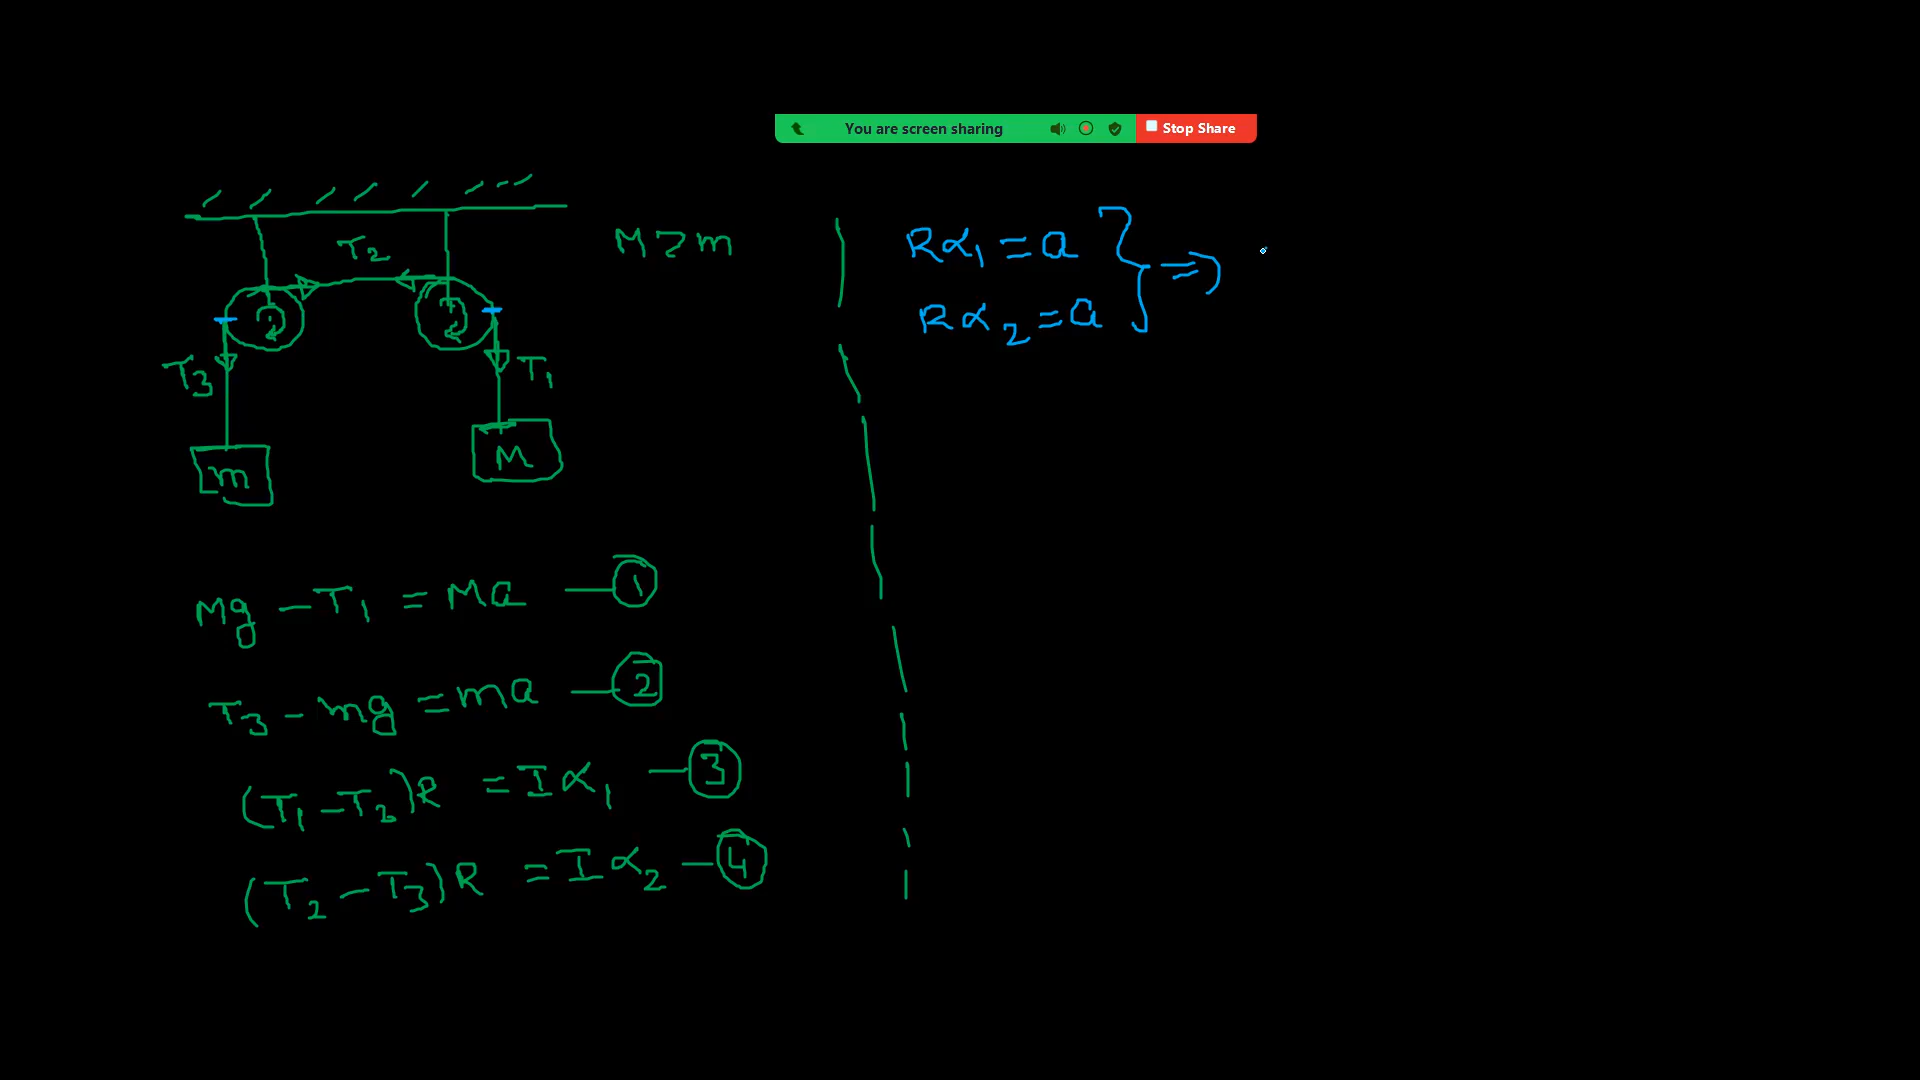 You are screen sharing Stop Share
T2
M > m
T3
T1
m
M
Mg - T1 = Ma — 1
T3 - mg = ma — 2
(T1 - T2)R = Iα1 — 3
(T2 - T3)R = Iα2 — 4
Rα1 = a
Rα2 = a } ⇒